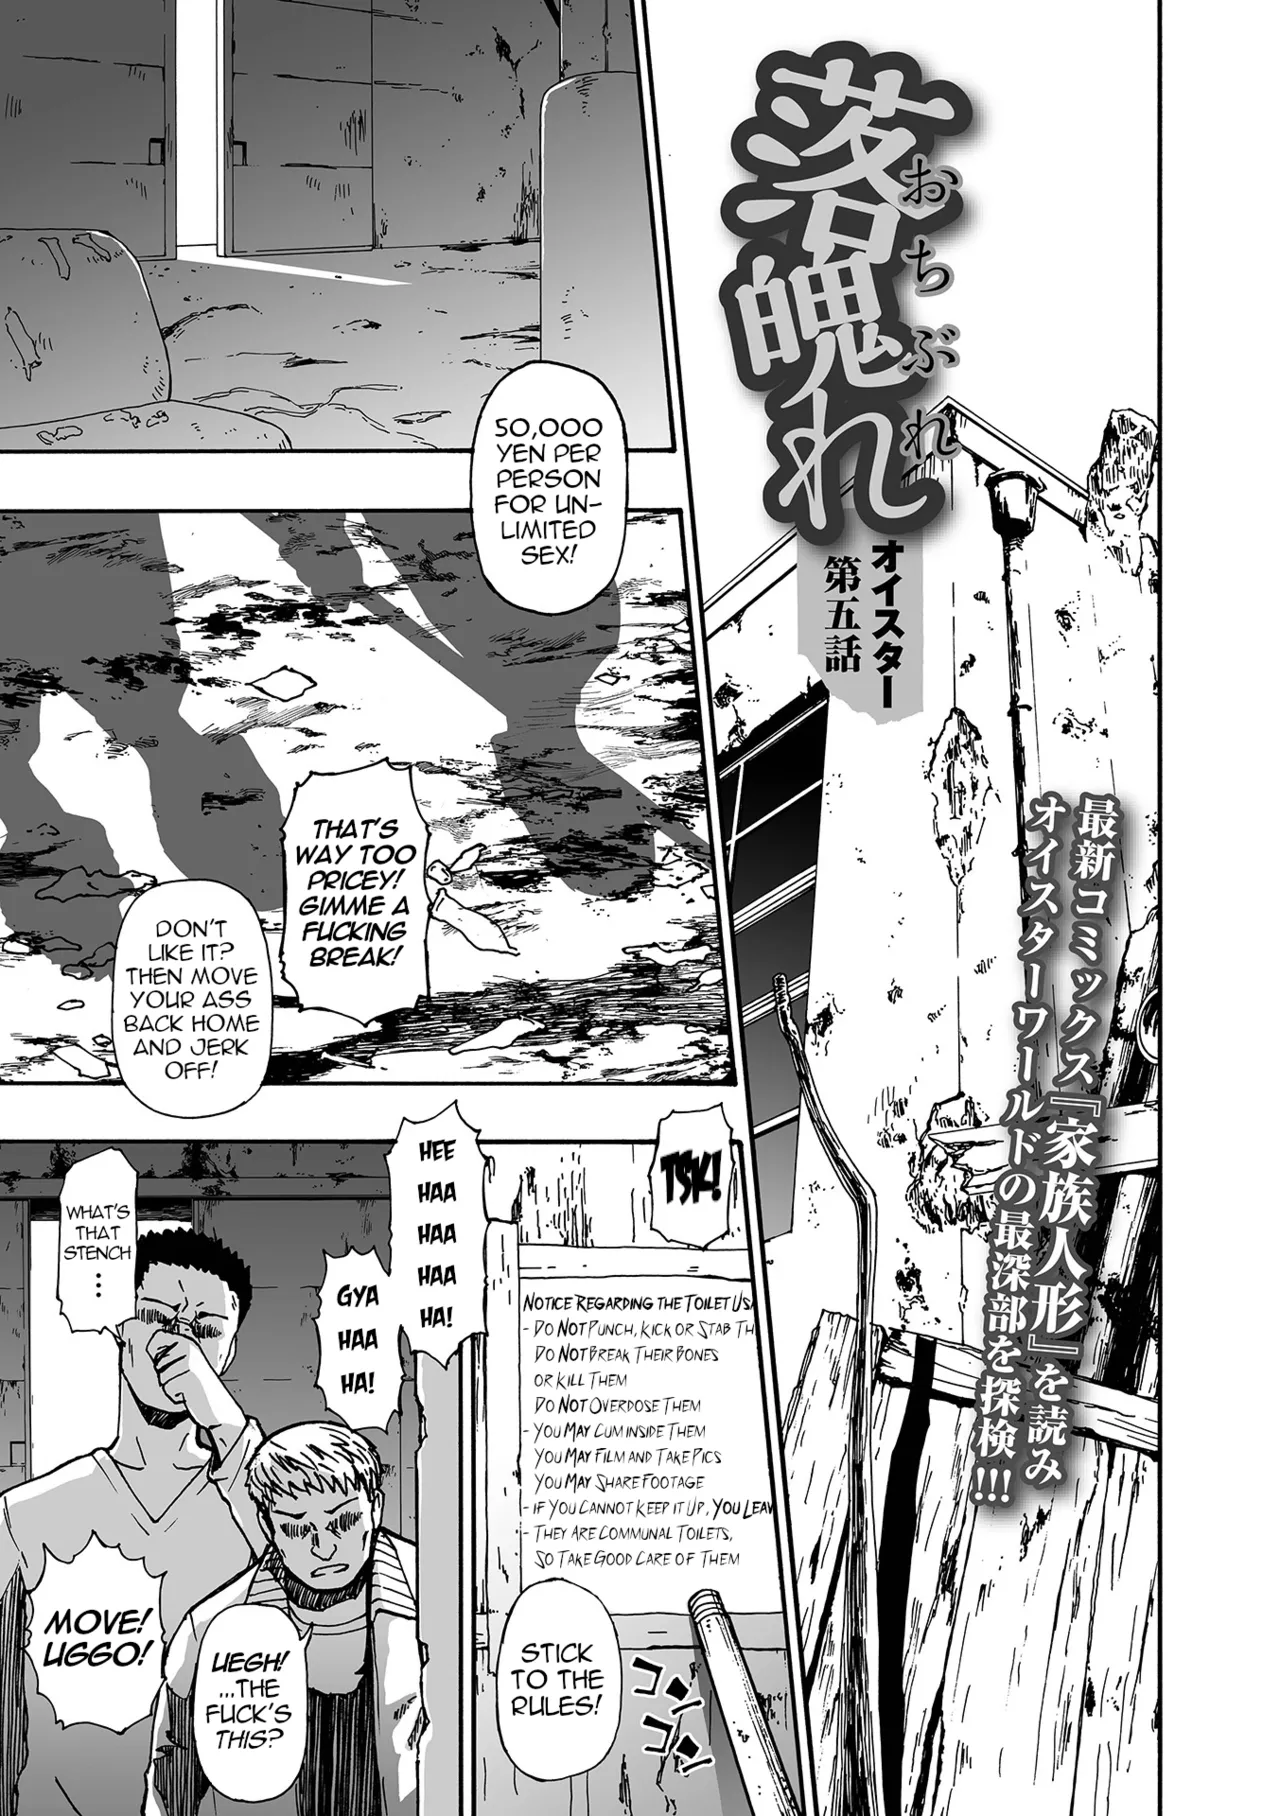 落魄れ
おちぶれ
オイスター
第五話
最新コミックス『家族人形』を読み
オイスターワールドの最深部を探検!!!
50,000
YEN PER
PERSON
FOR UN-
LIMITED
SEX!
THAT'S
WAY TOO
PRICEY!
GIMME A
FUCKING
BREAK!
DON'T
LIKE IT?
THEN MOVE
YOUR ASS
BACK HOME
AND JERK
OFF!
TSK!
NOTICE REGARDING THE TOILET USA
- DO NOT PUNCH, KICK OR STAB TH
DO NOT BREAK THEIR BONES
OR KILL THEM
DO NOT OVERDOSE THEM
- YOU MAY CUM INSIDE THEM
YOU MAY FILM AND TAKE PICS
YOU MAY SHARE FOOTAGE
- IF YOU CANNOT KEEP IT UP, YOU LEAV
- THEY ARE COMMUNAL TOILETS,
SO TAKE GOOD CARE OF THEM
STICK
TO THE
RULES!
コンコン
HEE
HAA
HAA
HAA
HA!
GYA
HAA
HA!
WHAT'S
THAT
STENCH
...
MOVE!
UGGO!
UEGH!
...THE
FUCK'S
THIS?